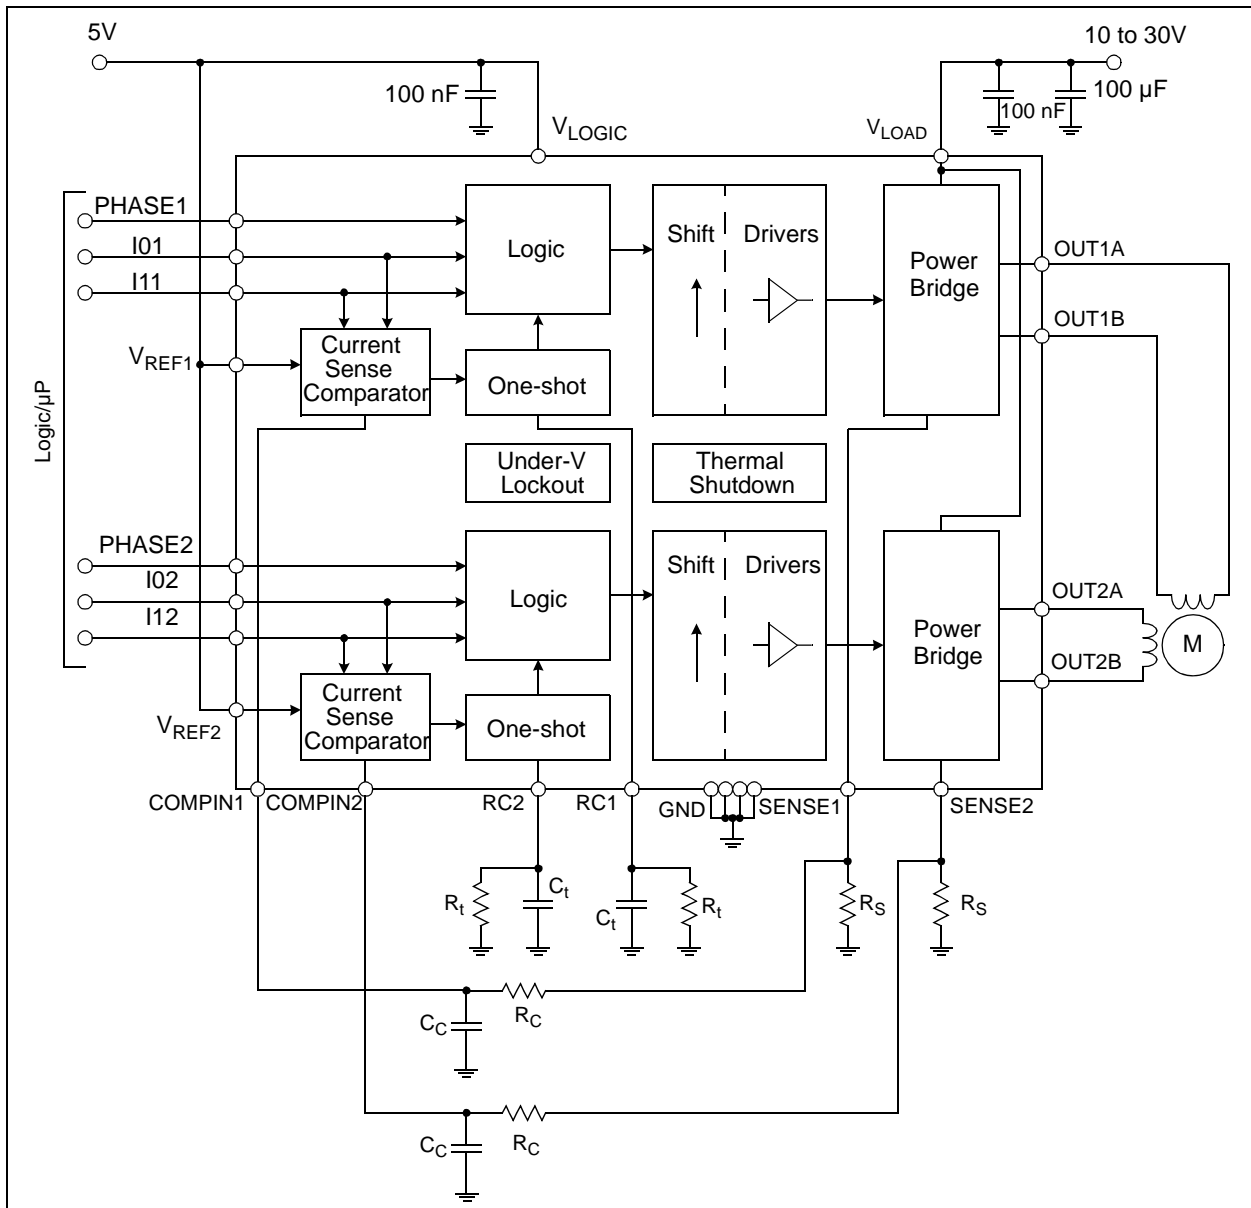 5V
10 to 30V
100 nF
100 nF
100 µF
VLOGIC
VLOAD
Logic/µP
PHASE1
I01
I11
VREF1
Logic
Shift
Drivers
Power
Bridge
OUT1A
OUT1B
Current
Sense
Comparator
One-shot
Under-V
Lockout
Thermal
Shutdown
PHASE2
I02
I12
VREF2
Logic
Shift
Drivers
Power
Bridge
OUT2A
OUT2B
M
Current
Sense
Comparator
One-shot
COMPIN1
COMPIN2
RC2
RC1
GND
SENSE1
SENSE2
Rt
Ct
Ct
Rt
RS
RS
CC
RC
CC
RC